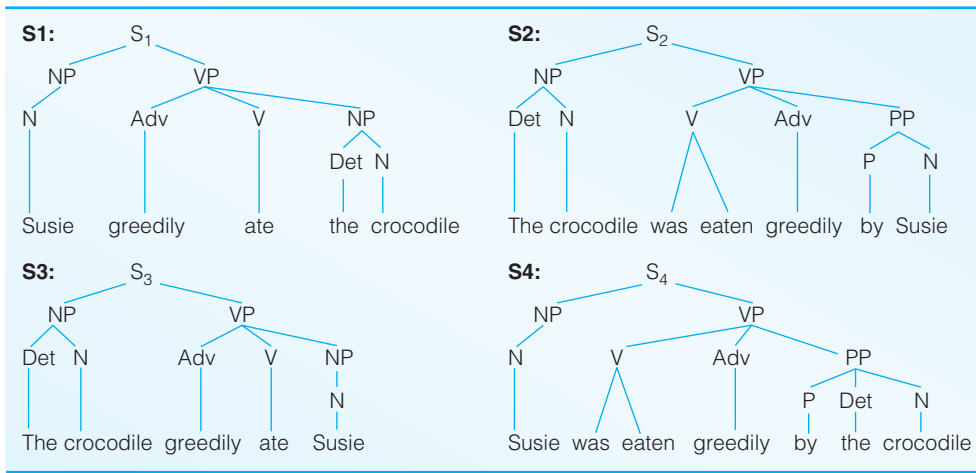 S1: S₁
NP VP
N Adv V NP
Det N
Susie greedily ate the crocodile
S2: S₂
NP VP
Det N V Adv PP
P N
The crocodile was eaten greedily by Susie
S3: S₃
NP VP
Det N Adv V NP
N
The crocodile greedily ate Susie
S4: S₄
NP VP
N V Adv PP
P Det N
Susie was eaten greedily by the crocodile